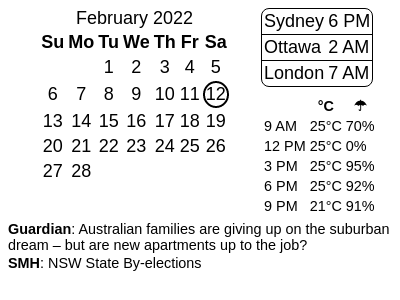 February 2022
Su Mo Tu We Th Fr Sa
1 2 3 4 5
6 7 8 9 10 11 12
13 14 15 16 17 18 19
20 21 22 23 24 25 26
27 28
Sydney 6 PM
Ottawa 2 AM
London 7 AM
°C ☂
9 AM 25°C 70%
12 PM 25°C 0%
3 PM 25°C 95%
6 PM 25°C 92%
9 PM 21°C 91%
Guardian: Australian families are giving up on the suburban
dream – but are new apartments up to the job?
SMH: NSW State By-elections